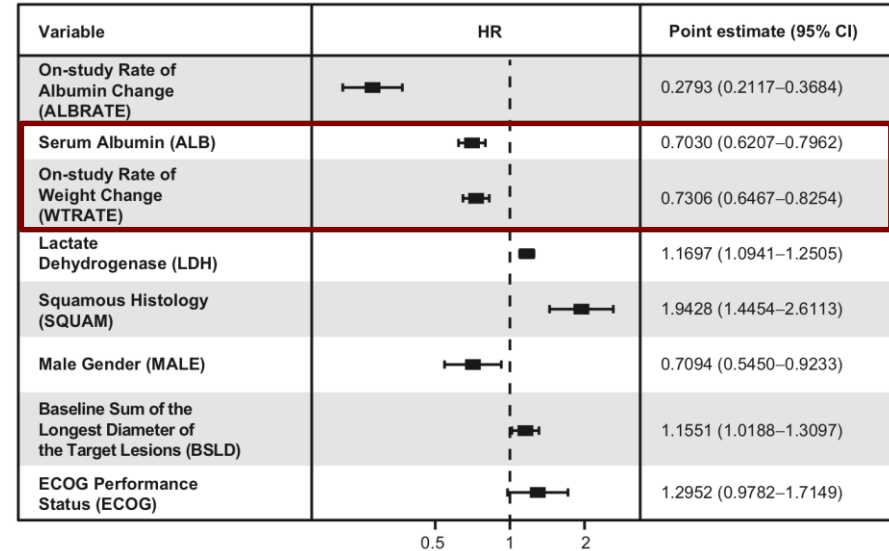 Variable HR Point estimate (95% CI)
On-study Rate of
Albumin Change
(ALBRATE)
0.2793 (0.2117–0.3684)
Serum Albumin (ALB) 0.7030 (0.6207–0.7962)
On-study Rate of
Weight Change
(WTRATE)
0.7306 (0.6467–0.8254)
Lactate
Dehydrogenase (LDH)
1.1697 (1.0941–1.2505)
Squamous Histology
(SQUAM)
1.9428 (1.4454–2.6113)
Male Gender (MALE) 0.7094 (0.5450–0.9233)
Baseline Sum of the
Longest Diameter of
the Target Lesions (BSLD)
1.1551 (1.0188–1.3097)
ECOG Performance
Status (ECOG)
1.2952 (0.9782–1.7149)
0.5 1 2